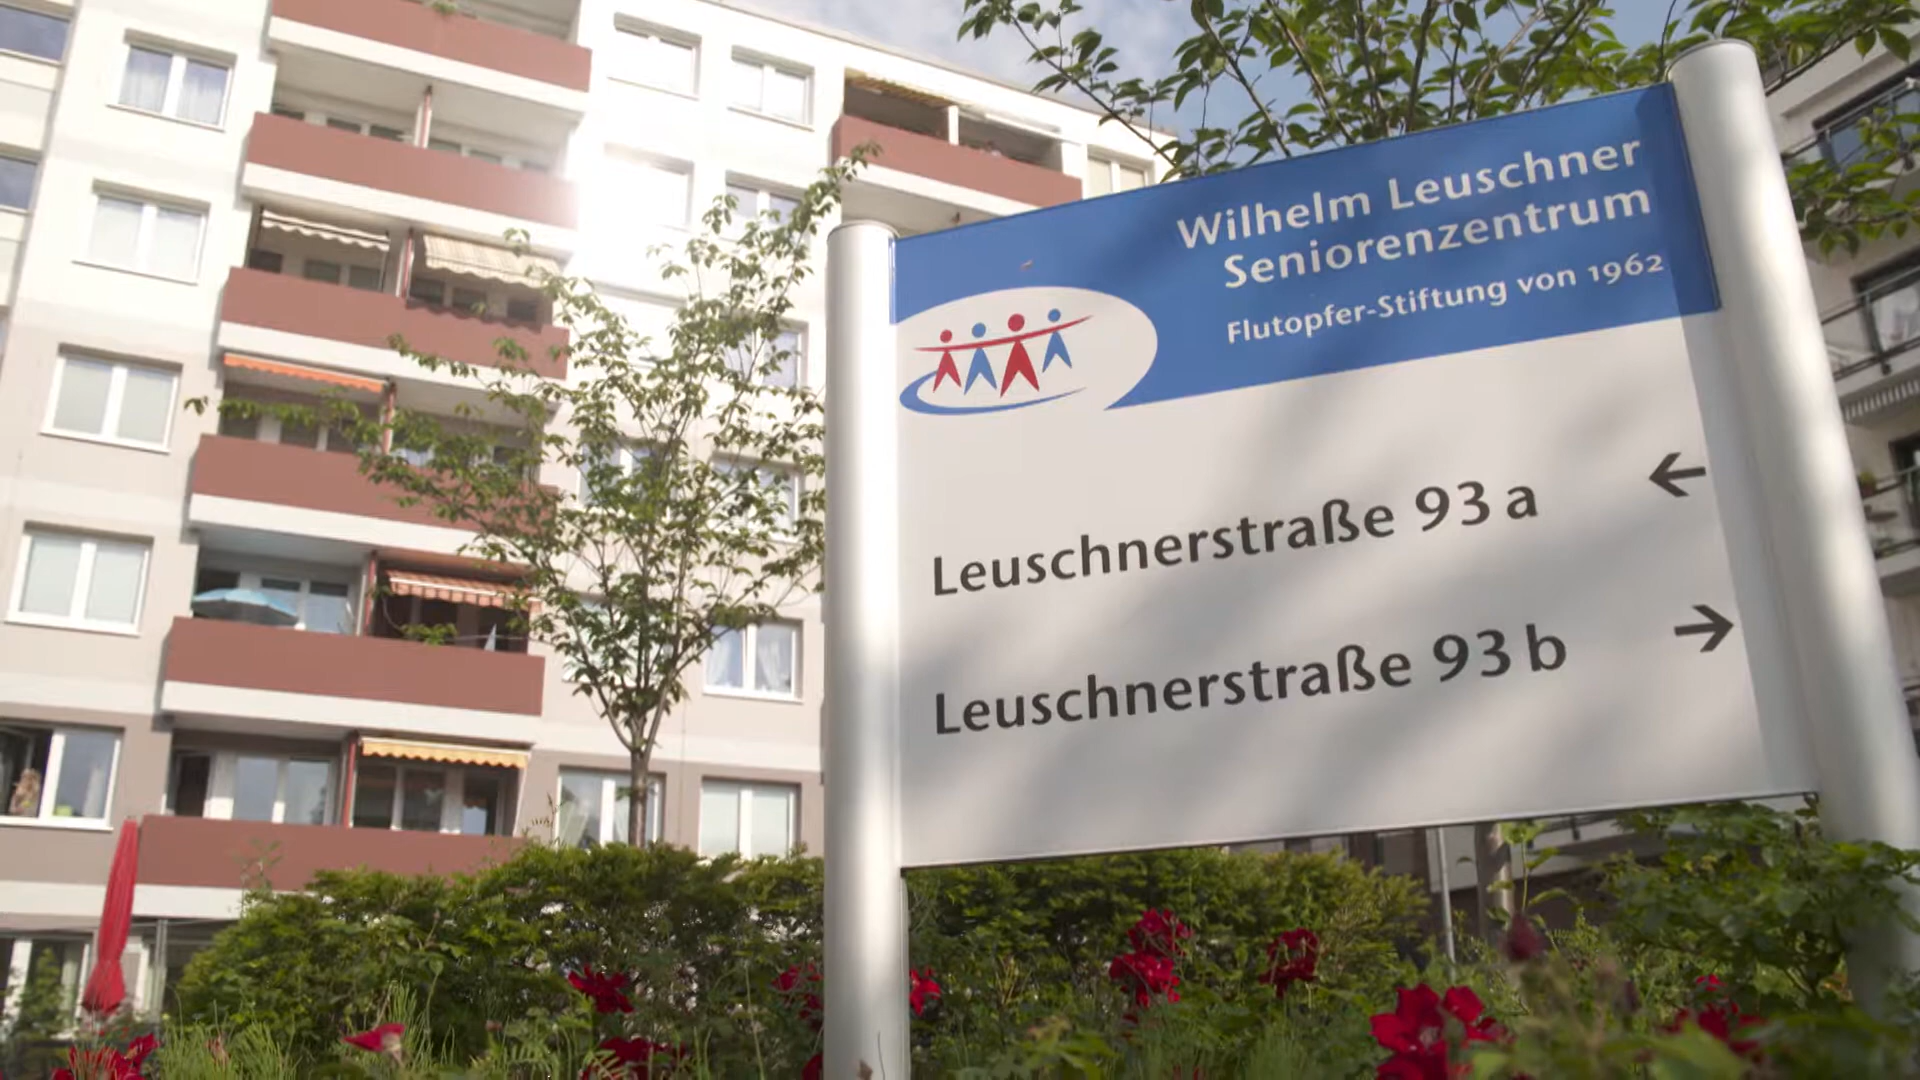 Wilhelm Leuschner
Seniorenzentrum
Flutopfer-Stiftung von 1962
Leuschnerstraße 93 a ←
Leuschnerstraße 93 b →